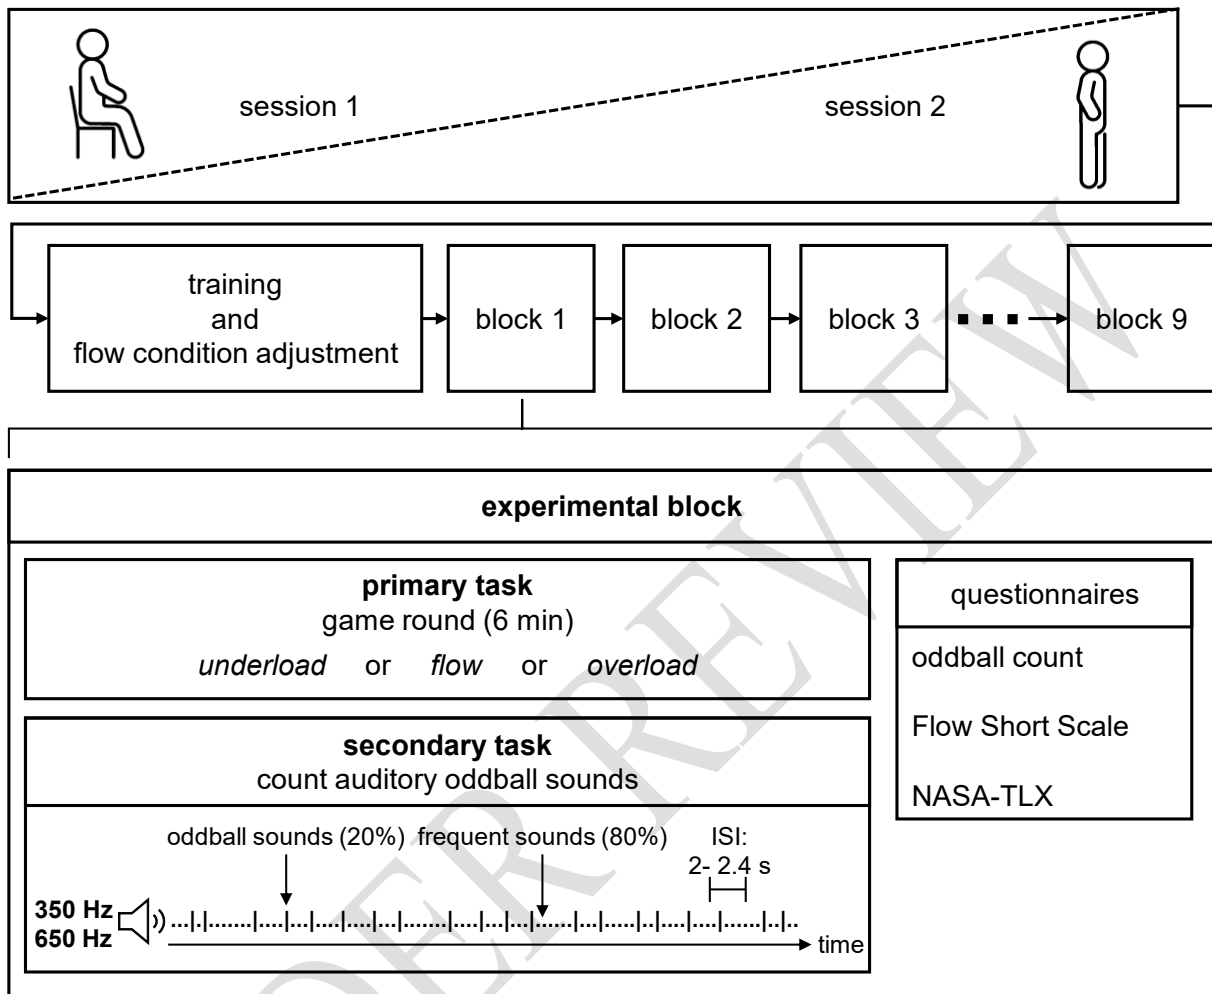 session 1
session 2
training
and
flow condition adjustment
block 1
block 2
block 3
block 9
experimental block
primary task
game round (6 min)
underload or flow or overload
questionnaires
oddball count
Flow Short Scale
NASA-TLX
secondary task
count auditory oddball sounds
oddball sounds (20%) frequent sounds (80%) ISI:
2- 2.4 s
350 Hz
650 Hz
time
DER REVIEW